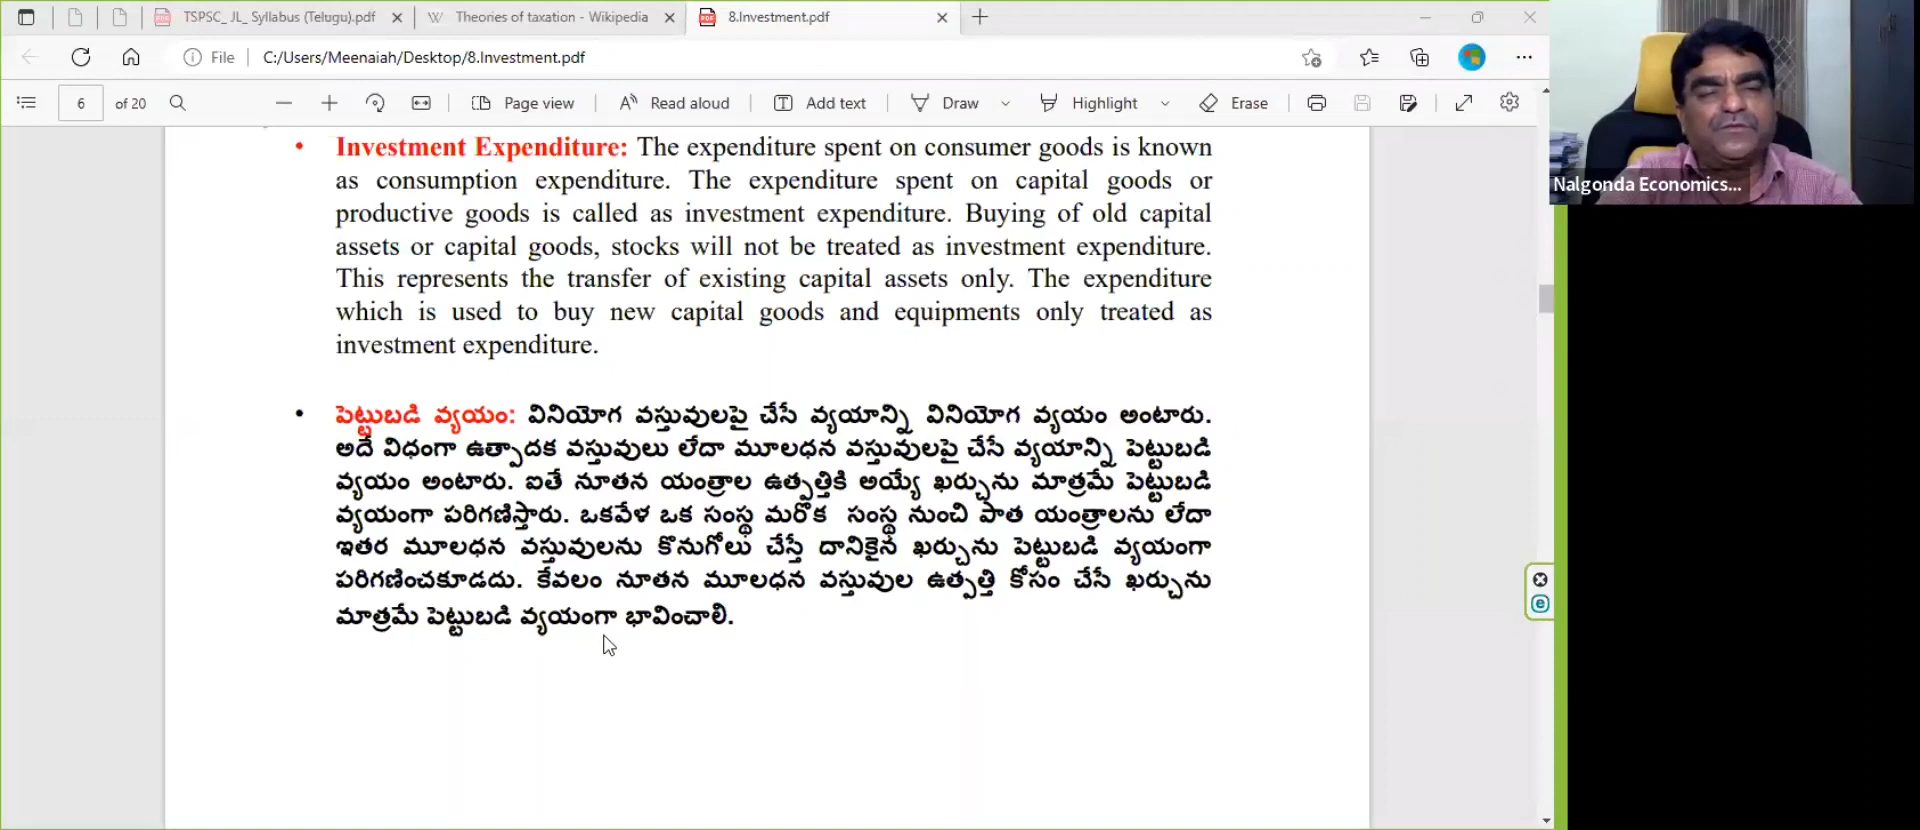 TSPSC_ JL_ Syllabus (Telugu).pdf
Theories of taxation - Wikipedia
8.Investment.pdf
File
C:/Users/Meenaiah/Desktop/8.Investment.pdf
6 of 20
Page view
Read aloud
Add text
Draw
Highlight
Erase
• Investment Expenditure: The expenditure spent on consumer goods is known
as consumption expenditure. The expenditure spent on capital goods or
productive goods is called as investment expenditure. Buying of old capital
assets or capital goods, stocks will not be treated as investment expenditure.
This represents the transfer of existing capital assets only. The expenditure
which is used to buy new capital goods and equipments only treated as
investment expenditure.
• పెట్టుబడి వ్యయం: వినియోగ వస్తువులపై చేసే వ్యయాన్ని వినియోగ వ్యయం అంటారు.
అదే విధంగా ఉత్పాదక వస్తువులు లేదా మూలధన వస్తువులపై చేసే వ్యయాన్ని పెట్టుబడి
వ్యయం అంటారు. ఐతే నూతన యంత్రాల ఉత్పత్తికి అయ్యే ఖర్చును మాత్రమే పెట్టుబడి
వ్యయంగా పరిగణిస్తారు. ఒకవేళ ఒక సంస్థ మరొక సంస్థ నుంచి పాత యంత్రాలను లేదా
ఇతర మూలధన వస్తువులను కొనుగోలు చేస్తే దానికైన ఖర్చును పెట్టుబడి వ్యయంగా
పరిగణించకూడదు. కేవలం నూతన మూలధన వస్తువుల ఉత్పత్తి కోసం చేసే ఖర్చును
మాత్రమే పెట్టుబడి వ్యయంగా భావించాలి.
Nalgonda Economics...